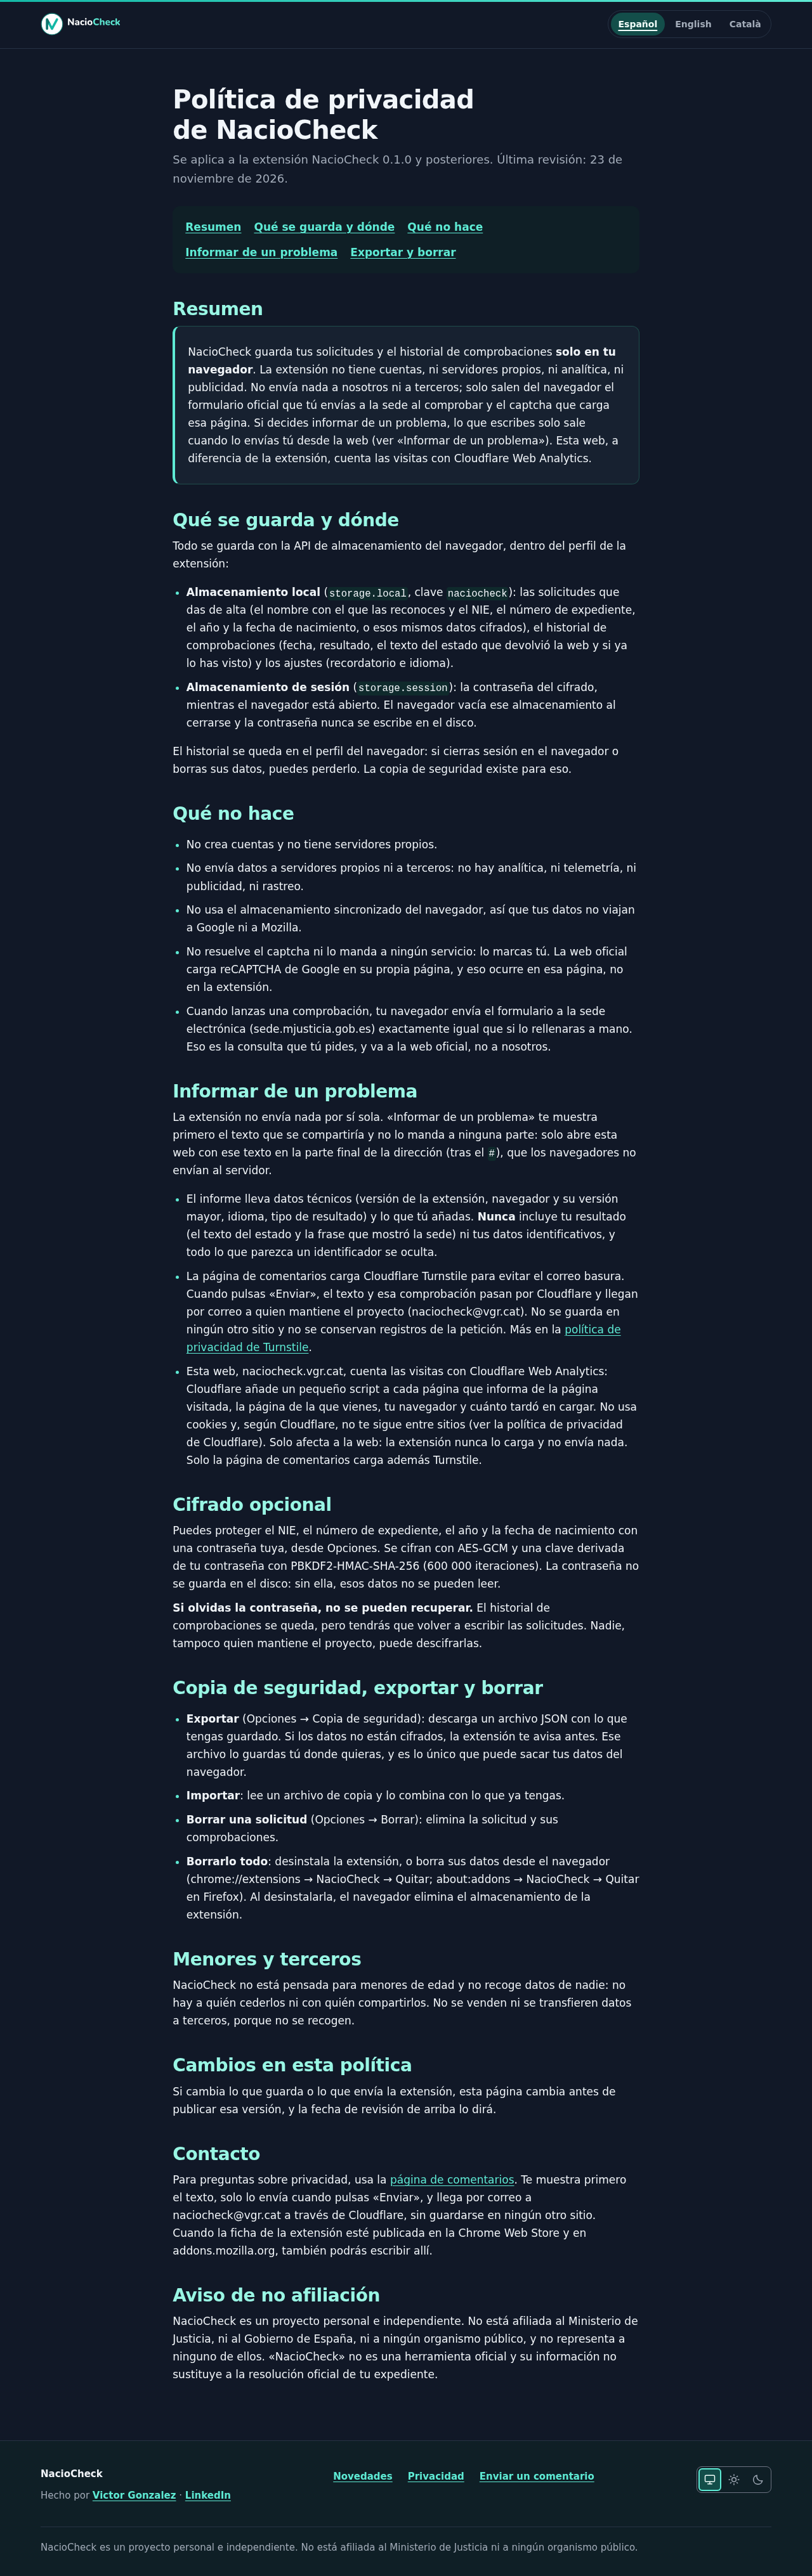 NacioCheck
Español English Català
Política de privacidad
de NacioCheck
Se aplica a la extensión NacioCheck 0.1.0 y posteriores. Última revisión: 23 de
noviembre de 2026.
Resumen Qué se guarda y dónde Qué no hace
Informar de un problema Exportar y borrar
Resumen
NacioCheck guarda tus solicitudes y el historial de comprobaciones solo en tu
navegador. La extensión no tiene cuentas, ni servidores propios, ni analítica, ni
publicidad. No envía nada a nosotros ni a terceros; solo salen del navegador el
formulario oficial que tú envías a la sede al comprobar y el captcha que carga
esa página. Si decides informar de un problema, lo que escribes solo sale
cuando lo envías tú desde la web (ver «Informar de un problema»). Esta web, a
diferencia de la extensión, cuenta las visitas con Cloudflare Web Analytics.
Qué se guarda y dónde
Todo se guarda con la API de almacenamiento del navegador, dentro del perfil de la
extensión:
• Almacenamiento local (storage.local, clave naciocheck): las solicitudes que
das de alta (el nombre con el que las reconoces y el NIE, el número de expediente,
el año y la fecha de nacimiento, o esos mismos datos cifrados), el historial de
comprobaciones (fecha, resultado, el texto del estado que devolvió la web y si ya
lo has visto) y los ajustes (recordatorio e idioma).
• Almacenamiento de sesión (storage.session): la contraseña del cifrado,
mientras el navegador está abierto. El navegador vacía ese almacenamiento al
cerrarse y la contraseña nunca se escribe en el disco.
El historial se queda en el perfil del navegador: si cierras sesión en el navegador o
borras sus datos, puedes perderlo. La copia de seguridad existe para eso.
Qué no hace
• No crea cuentas y no tiene servidores propios.
• No envía datos a servidores propios ni a terceros: no hay analítica, ni telemetría, ni
publicidad, ni rastreo.
• No usa el almacenamiento sincronizado del navegador, así que tus datos no viajan
a Google ni a Mozilla.
• No resuelve el captcha ni lo manda a ningún servicio: lo marcas tú. La web oficial
carga reCAPTCHA de Google en su propia página, y eso ocurre en esa página, no
en la extensión.
• Cuando lanzas una comprobación, tu navegador envía el formulario a la sede
electrónica (sede.mjusticia.gob.es) exactamente igual que si lo rellenaras a mano.
Eso es la consulta que tú pides, y va a la web oficial, no a nosotros.
Informar de un problema
La extensión no envía nada por sí sola. «Informar de un problema» te muestra
primero el texto que se compartiría y no lo manda a ninguna parte: solo abre esta
web con ese texto en la parte final de la dirección (tras el #), que los navegadores no
envían al servidor.
• El informe lleva datos técnicos (versión de la extensión, navegador y su versión
mayor, idioma, tipo de resultado) y lo que tú añadas. Nunca incluye tu resultado
(el texto del estado y la frase que mostró la sede) ni tus datos identificativos, y
todo lo que parezca un identificador se oculta.
• La página de comentarios carga Cloudflare Turnstile para evitar el correo basura.
Cuando pulsas «Enviar», el texto y esa comprobación pasan por Cloudflare y llegan
por correo a quien mantiene el proyecto (naciocheck@vgr.cat). No se guarda en
ningún otro sitio y no se conservan registros de la petición. Más en la política de
privacidad de Turnstile.
• Esta web, naciocheck.vgr.cat, cuenta las visitas con Cloudflare Web Analytics:
Cloudflare añade un pequeño script a cada página que informa de la página
visitada, la página de la que vienes, tu navegador y cuánto tardó en cargar. No usa
cookies y, según Cloudflare, no te sigue entre sitios (ver la política de privacidad
de Cloudflare). Solo afecta a la web: la extensión nunca lo carga y no envía nada.
Solo la página de comentarios carga además Turnstile.
Cifrado opcional
Puedes proteger el NIE, el número de expediente, el año y la fecha de nacimiento con
una contraseña tuya, desde Opciones. Se cifran con AES-GCM y una clave derivada
de tu contraseña con PBKDF2-HMAC-SHA-256 (600 000 iteraciones). La contraseña no
se guarda en el disco: sin ella, esos datos no se pueden leer.
Si olvidas la contraseña, no se pueden recuperar. El historial de
comprobaciones se queda, pero tendrás que volver a escribir las solicitudes. Nadie,
tampoco quien mantiene el proyecto, puede descifrarlas.
Copia de seguridad, exportar y borrar
• Exportar (Opciones → Copia de seguridad): descarga un archivo JSON con lo que
tengas guardado. Si los datos no están cifrados, la extensión te avisa antes. Ese
archivo lo guardas tú donde quieras, y es lo único que puede sacar tus datos del
navegador.
• Importar: lee un archivo de copia y lo combina con lo que ya tengas.
• Borrar una solicitud (Opciones → Borrar): elimina la solicitud y sus
comprobaciones.
• Borrarlo todo: desinstala la extensión, o borra sus datos desde el navegador
(chrome://extensions → NacioCheck → Quitar; about:addons → NacioCheck → Quitar
en Firefox). Al desinstalarla, el navegador elimina el almacenamiento de la
extensión.
Menores y terceros
NacioCheck no está pensada para menores de edad y no recoge datos de nadie: no
hay a quién cederlos ni con quién compartirlos. No se venden ni se transfieren datos
a terceros, porque no se recogen.
Cambios en esta política
Si cambia lo que guarda o lo que envía la extensión, esta página cambia antes de
publicar esa versión, y la fecha de revisión de arriba lo dirá.
Contacto
Para preguntas sobre privacidad, usa la página de comentarios. Te muestra primero
el texto, solo lo envía cuando pulsas «Enviar», y llega por correo a
naciocheck@vgr.cat a través de Cloudflare, sin guardarse en ningún otro sitio.
Cuando la ficha de la extensión esté publicada en la Chrome Web Store y en
addons.mozilla.org, también podrás escribir allí.
Aviso de no afiliación
NacioCheck es un proyecto personal e independiente. No está afiliada al Ministerio de
Justicia, ni al Gobierno de España, ni a ningún organismo público, y no representa a
ninguno de ellos. «NacioCheck» no es una herramienta oficial y su información no
sustituye a la resolución oficial de tu expediente.
NacioCheck
Hecho por Victor Gonzalez · LinkedIn
Novedades Privacidad Enviar un comentario
NacioCheck es un proyecto personal e independiente. No está afiliada al Ministerio de Justicia ni a ningún organismo público.